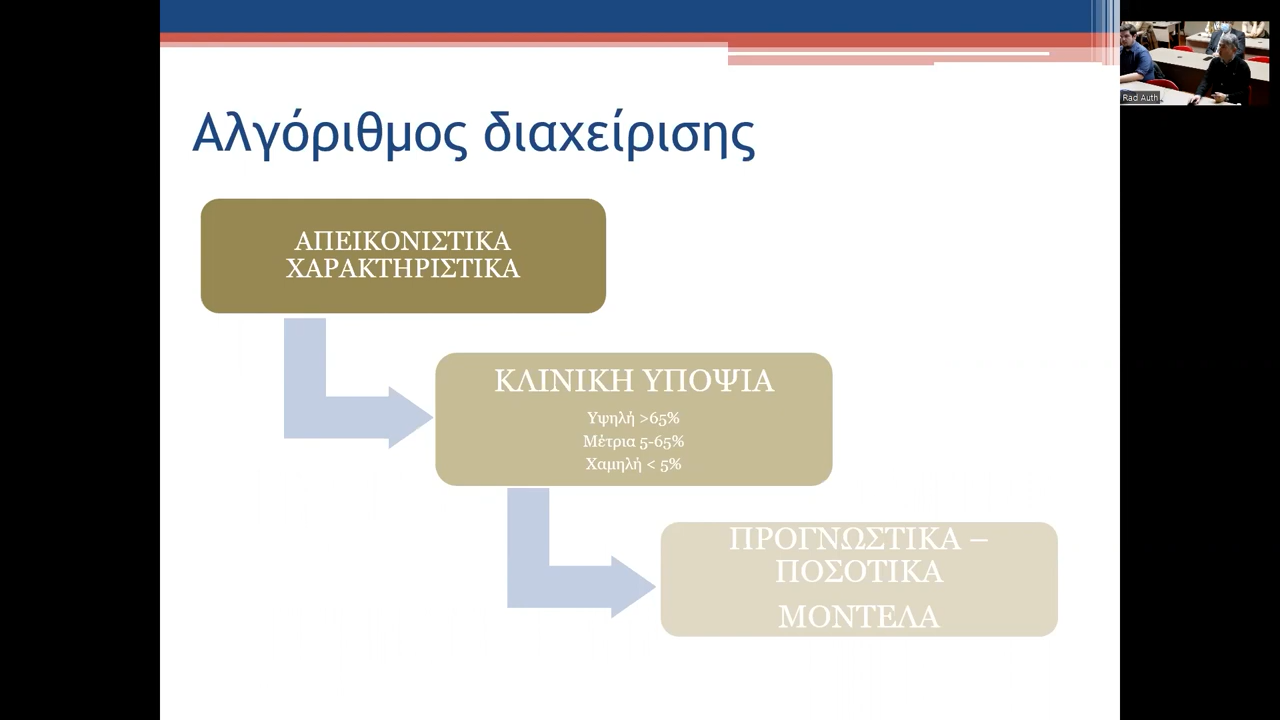 Rad Auth
Αλγόριθμος διαχείρισης
ΑΠΕΙΚΟΝΙΣΤΙΚΑ
ΧΑΡΑΚΤΗΡΙΣΤΙΚΑ
ΚΛΙΝΙΚΗ ΥΠΟΨΙΑ
Υψηλή >65%
Μέτρια 5-65%
Χαμηλή < 5%
ΠΡΟΓΝΩΣΤΙΚΑ –
ΠΟΣΟΤΙΚΑ
ΜΟΝΤΕΛΑ